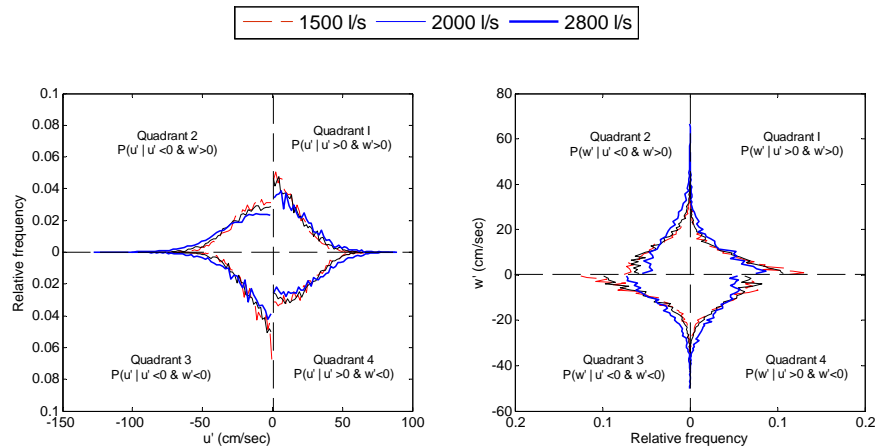 1500 l/s 2000 l/s 2800 l/s
0.1
0.08
0.06
0.04
0.02
0
0.02
0.04
0.06
0.08
0.1
-150 -100 -50 0 50 100
Relative frequency
u' (cm/sec)
Quadrant 2
P(u' | u' <0 & w'>0)
Quadrant I
P(u' | u' >0 & w'>0)
Quadrant 3
P(u' | u' <0 & w'<0)
Quadrant 4
P(u' | u' >0 & w'<0)
80
60
40
20
0
-20
-40
-60
0.2 0.1 0 0.1 0.2
w' (cm/sec)
Relative frequency
Quadrant 2
P(w' | u' <0 & w'>0)
Quadrant I
P(w' | u' >0 & w'>0)
Quadrant 3
P(w' | u' <0 & w'<0)
Quadrant 4
P(w' | u' >0 & w'<0)